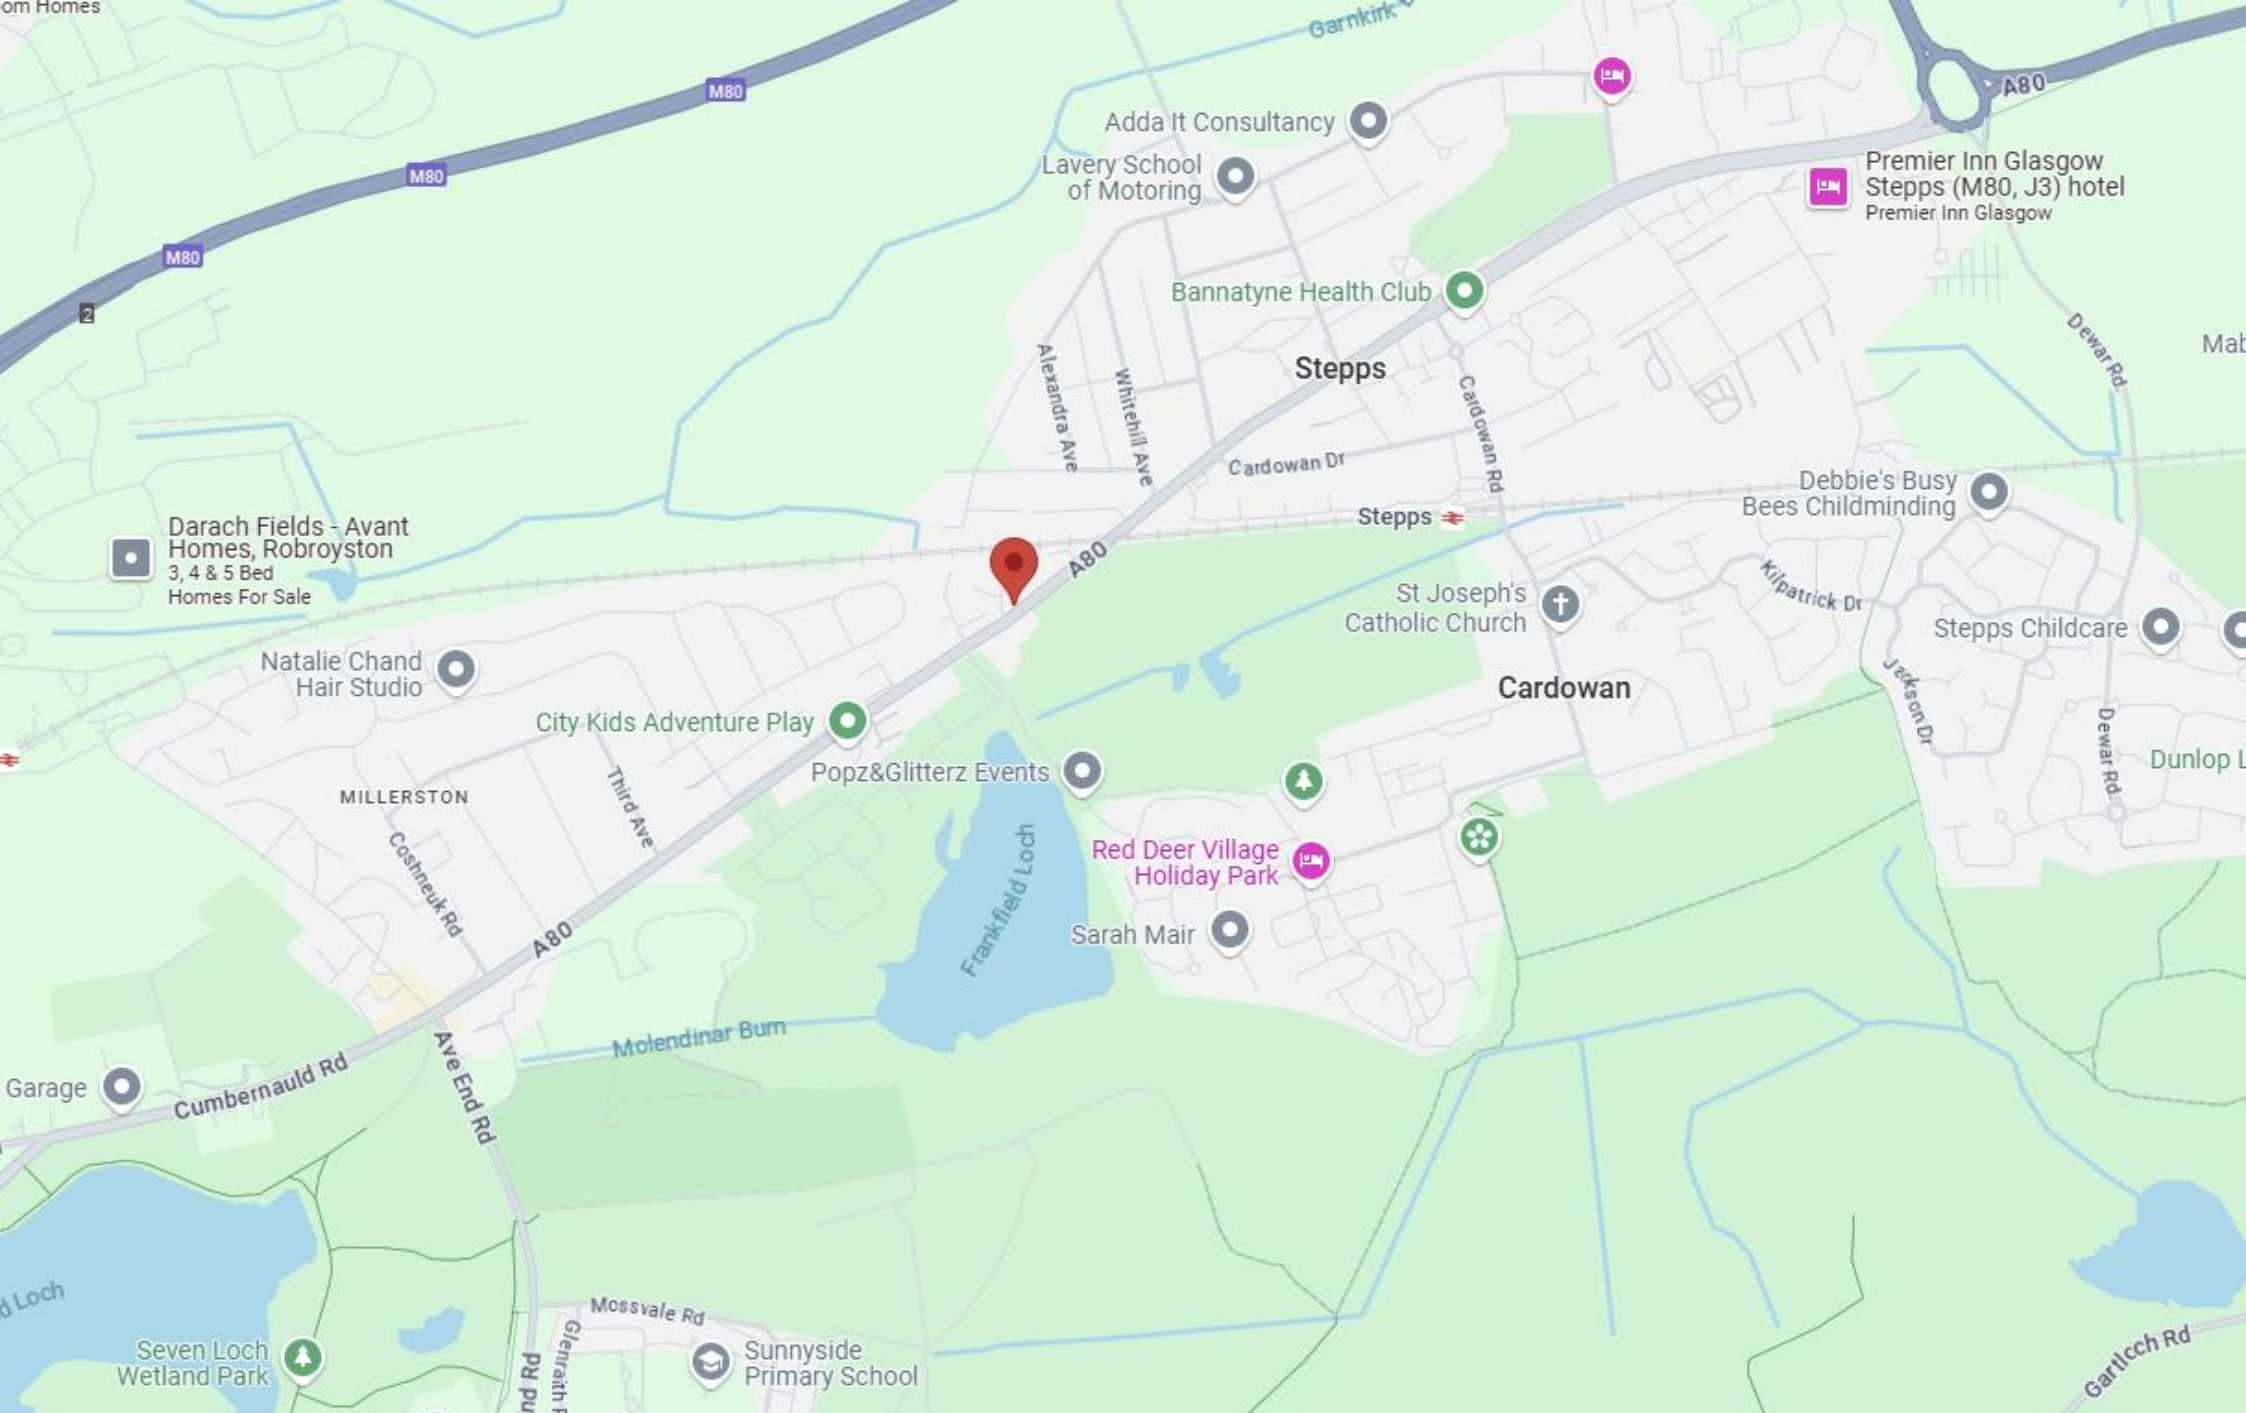 om Homes
Garnkirk
M80
A80
Adda It Consultancy
Lavery School
of Motoring
M80
Premier Inn Glasgow
Stepps (M80, J3) hotel
Premier Inn Glasgow
M80
2
Bannatyne Health Club
Dewar Rd
Mab
Alexandra Ave
Whitehill Ave
Stepps
Cardowan Rd
Cardowan Dr
Debbie's Busy
Bees Childminding
Stepps
Darach Fields - Avant
Homes, Robroyston
3, 4 & 5 Bed
Homes For Sale
A80
St Joseph's
Catholic Church
Kilpatrick Dr
Stepps Childcare
Natalie Chand
Hair Studio
Cardowan
Jackson Dr
City Kids Adventure Play
Dewar Rd
Dunlop L
Popz&Glitterz Events
MILLERSTON
Third Ave
Coshneuk Rd
Frankfield Loch
Red Deer Village
Holiday Park
A80
Sarah Mair
Molendinar Burn
Garage
Cumbernauld Rd
Ave End Rd
d Loch
Mossvale Rd
Seven Loch
Wetland Park
nd Rd
Glenraith R
Sunnyside
Primary School
Gartlcch Rd